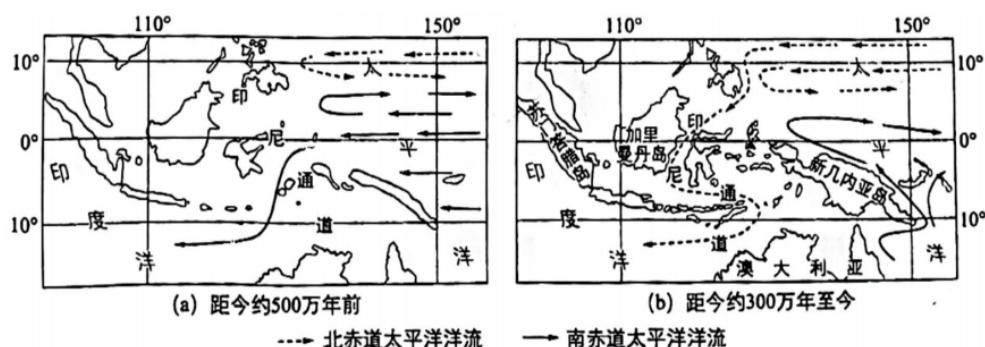 110° 150°
10°
0°
10°
印
尼
通
道
太
平
洋
印
度
洋
(a) 距今约500万年前
110° 150°
10°
0°
10°
10°
0°
10°
苏门答腊岛
加里
曼丹岛
新几内亚岛
澳大利亚
印
尼
通
道
太
平
洋
印
度
洋
(b) 距今约300万年至今
北赤道太平洋洋流 南赤道太平洋洋流